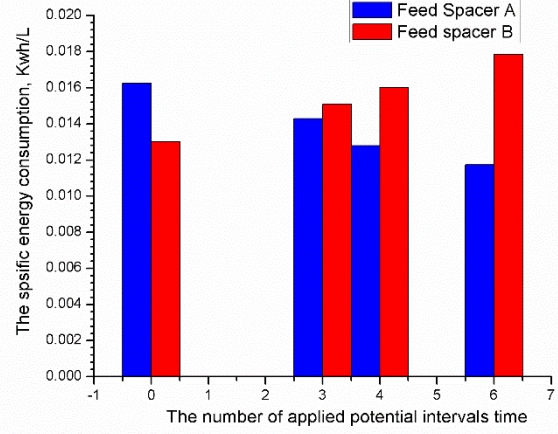 Feed Spacer A
Feed spacer B
The spsific energy consumption, Kwh/L
0.020
0.018
0.016
0.014
0.012
0.010
0.008
0.006
0.004
0.002
0.000
-1 0 1 2 3 4 5 6 7
The number of applied potential intervals time